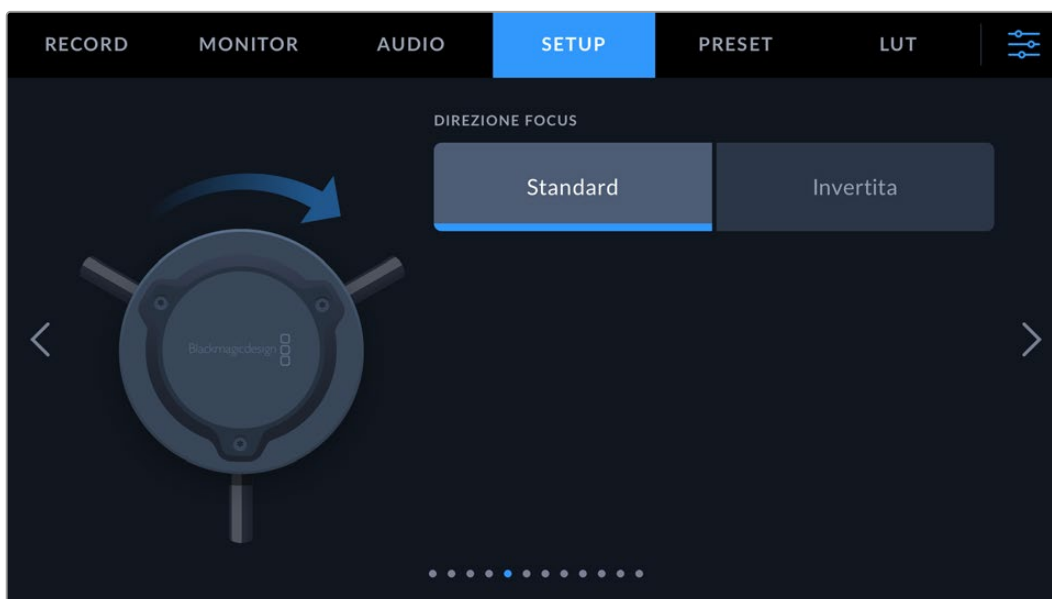 RECORD MONITOR AUDIO SETUP PRESET LUT
DIREZIONE FOCUS
Standard Invertita
Blackmagicdesign